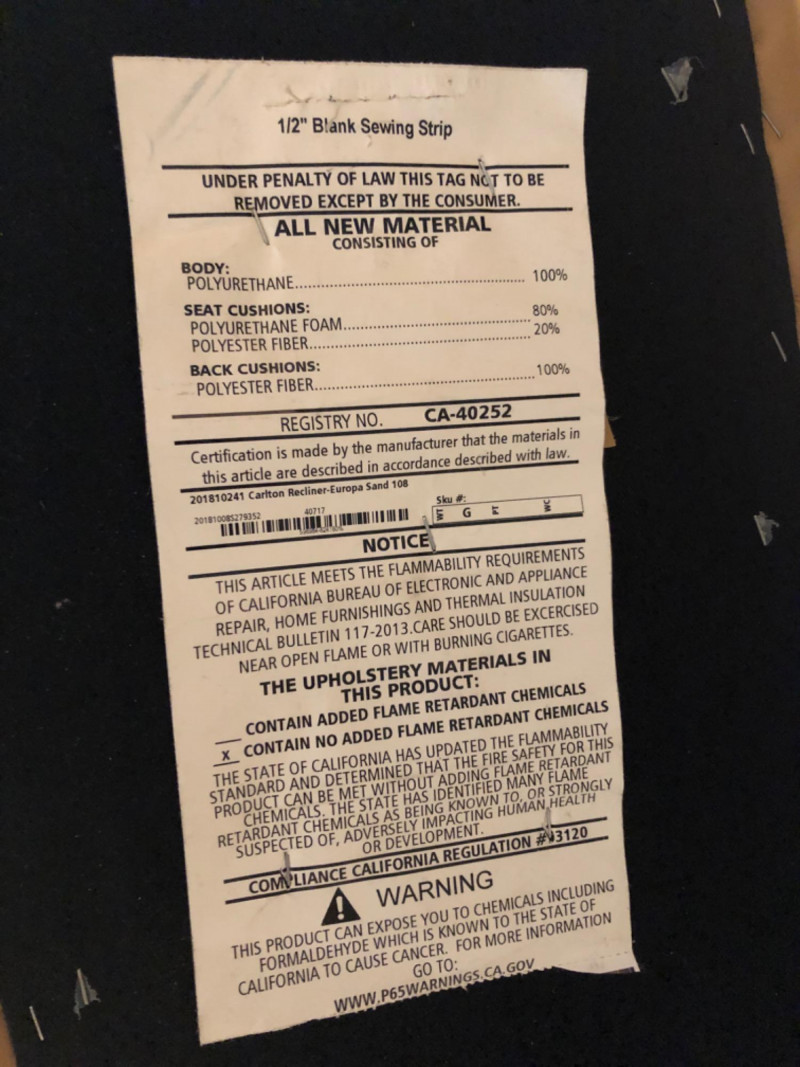 1/2" Blank Sewing Strip
UNDER PENALTY OF LAW THIS TAG NOT TO BE
REMOVED EXCEPT BY THE CONSUMER.
ALL NEW MATERIAL
CONSISTING OF
BODY:
POLYURETHANE............................................ 100%
SEAT CUSHIONS: 80%
POLYURETHANE FOAM................................... 20%
POLYESTER FIBER.........................................
BACK CUSHIONS: 100%
POLYESTER FIBER.........................................
REGISTRY NO. CA-40252
Certification is made by the manufacturer that the materials in
this article are described in accordance described with law.
201810241 Carlton Recliner-Europa Sand 108
Sku #:
20181008S279352 40717
WT G PT WC
NOTICE
THIS ARTICLE MEETS THE FLAMMABILITY REQUIREMENTS
OF CALIFORNIA BUREAU OF ELECTRONIC AND APPLIANCE
REPAIR, HOME FURNISHINGS AND THERMAL INSULATION
TECHNICAL BULLETIN 117-2013.CARE SHOULD BE EXCERCISED
NEAR OPEN FLAME OR WITH BURNING CIGARETTES.
THE UPHOLSTERY MATERIALS IN
THIS PRODUCT:
___ CONTAIN ADDED FLAME RETARDANT CHEMICALS
x CONTAIN NO ADDED FLAME RETARDANT CHEMICALS
THE STATE OF CALIFORNIA HAS UPDATED THE FLAMMABILITY
STANDARD AND DETERMINED THAT THE FIRE SAFETY FOR THIS
PRODUCT CAN BE MET WITHOUT ADDING FLAME RETARDANT
CHEMICALS. THE STATE HAS IDENTIFIED MANY FLAME
RETARDANT CHEMICALS AS BEING KNOWN TO, OR STRONGLY
SUSPECTED OF, ADVERSELY IMPACTING HUMAN HEALTH
OR DEVELOPMENT.
COMPLIANCE CALIFORNIA REGULATION #93120
WARNING
THIS PRODUCT CAN EXPOSE YOU TO CHEMICALS INCLUDING
FORMALDEHYDE WHICH IS KNOWN TO THE STATE OF
CALIFORNIA TO CAUSE CANCER. FOR MORE INFORMATION
GO TO:
WWW.P65WARNINGS.CA.GOV